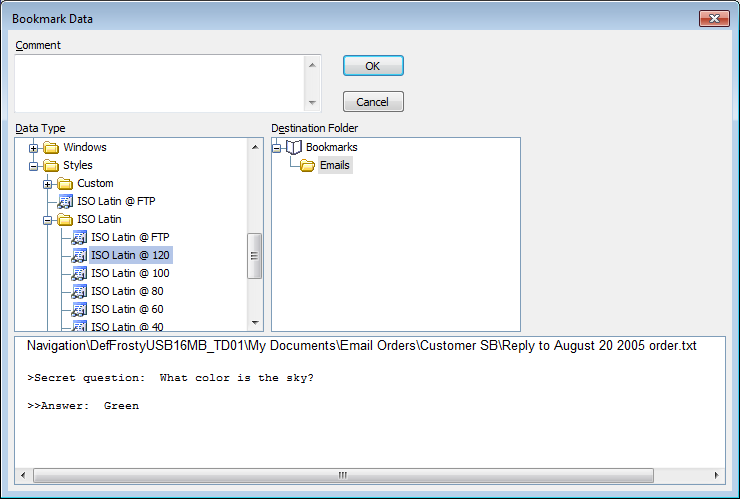 Bookmark Data
Comment
OK
Cancel
Data Type
Destination Folder
Windows
Styles
Custom
ISO Latin @ FTP
ISO Latin
ISO Latin @ FTP
ISO Latin @ 120
ISO Latin @ 100
ISO Latin @ 80
ISO Latin @ 60
ISO Latin @ 40
Bookmarks
Emails
Navigation\DefFrostyUSB16MB_TD01\My Documents\Email Orders\Customer SB\Reply to August 20 2005 order.txt
>Secret question:  What color is the sky?
>>Answer:  Green